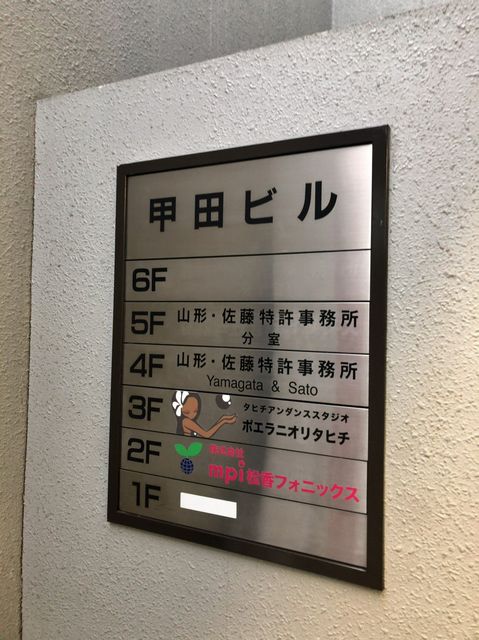 甲田ビル
6F
5F 山形・佐藤特許事務所
分室
4F 山形・佐藤特許事務所
Yamagata & Sato
3F タヒチアンダンススタジオ
ポエラニオリタヒチ
2F 株式会社
mpi松香フォニックス
1F